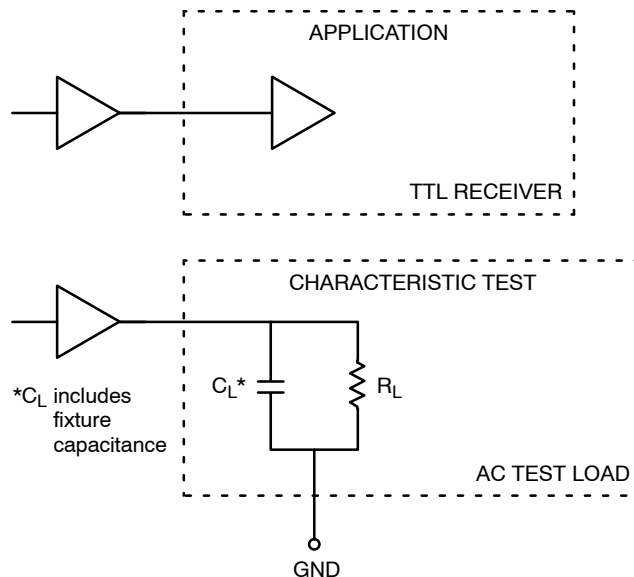 APPLICATION
TTL RECEIVER
CHARACTERISTIC TEST
*CL includes
fixture
capacitance
CL*
RL
AC TEST LOAD
GND